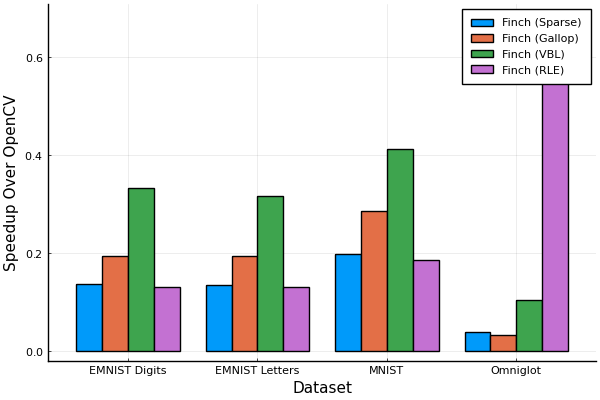 Finch (Sparse)
Finch (Gallop)
Finch (VBL)
Finch (RLE)
Speedup Over OpenCV
0.6
0.4
0.2
0.0
EMNIST Digits
EMNIST Letters
MNIST
Omniglot
Dataset